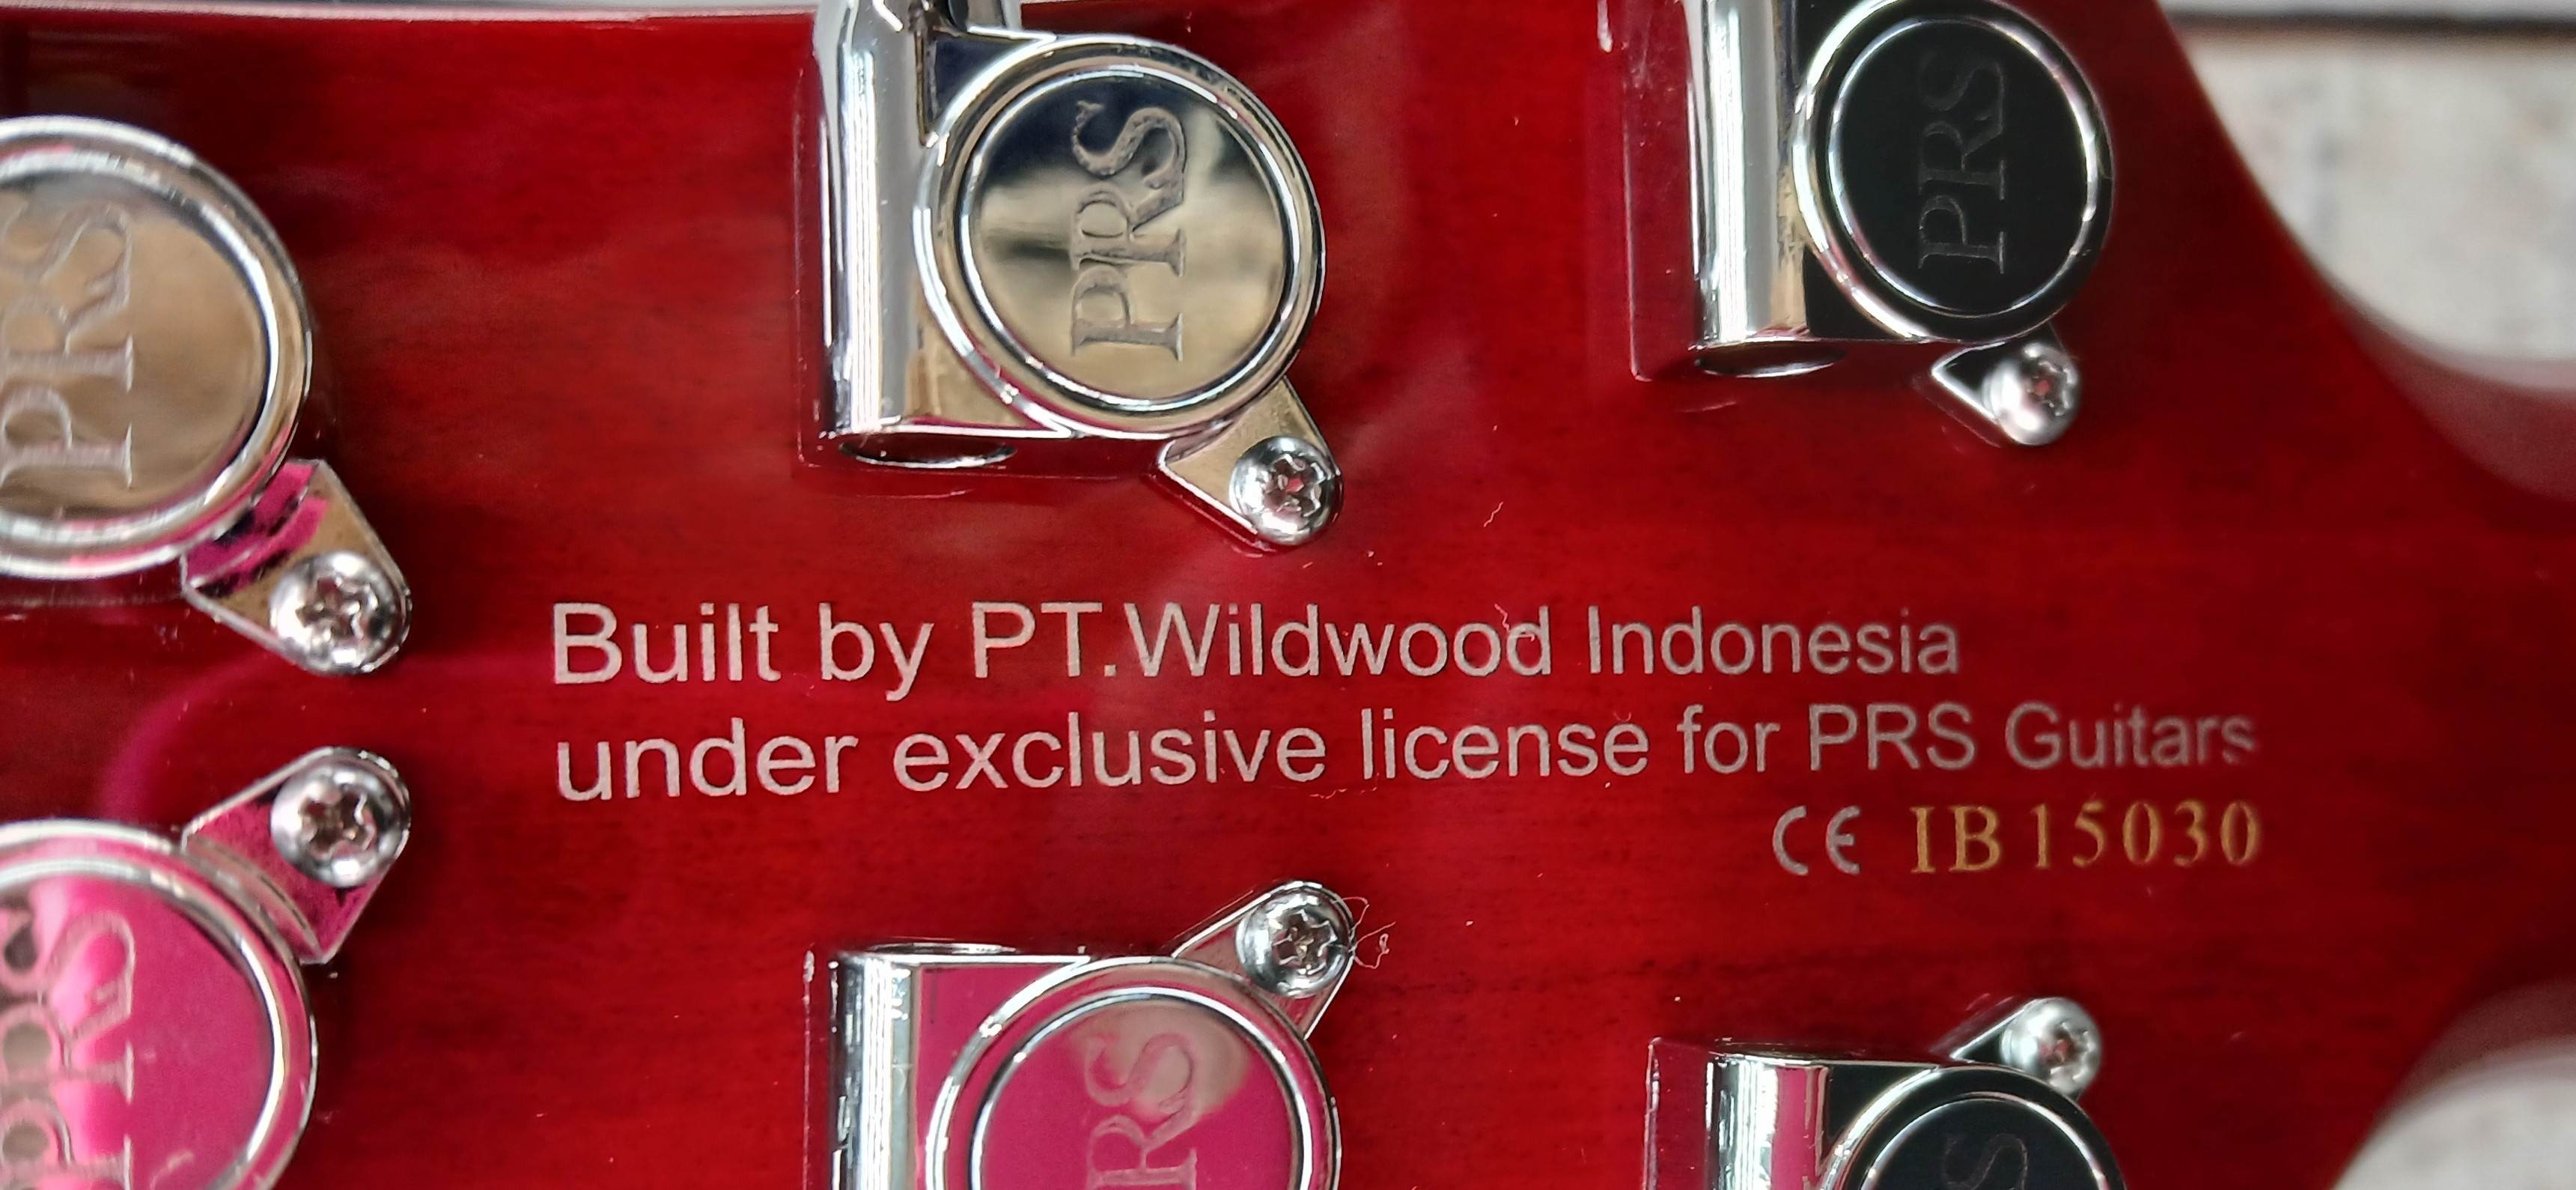 PRS
PRS
PRS
Built by PT.Wildwood Indonesia
under exclusive license for PRS Guitars
CE IB15030
PRS
PRS
S